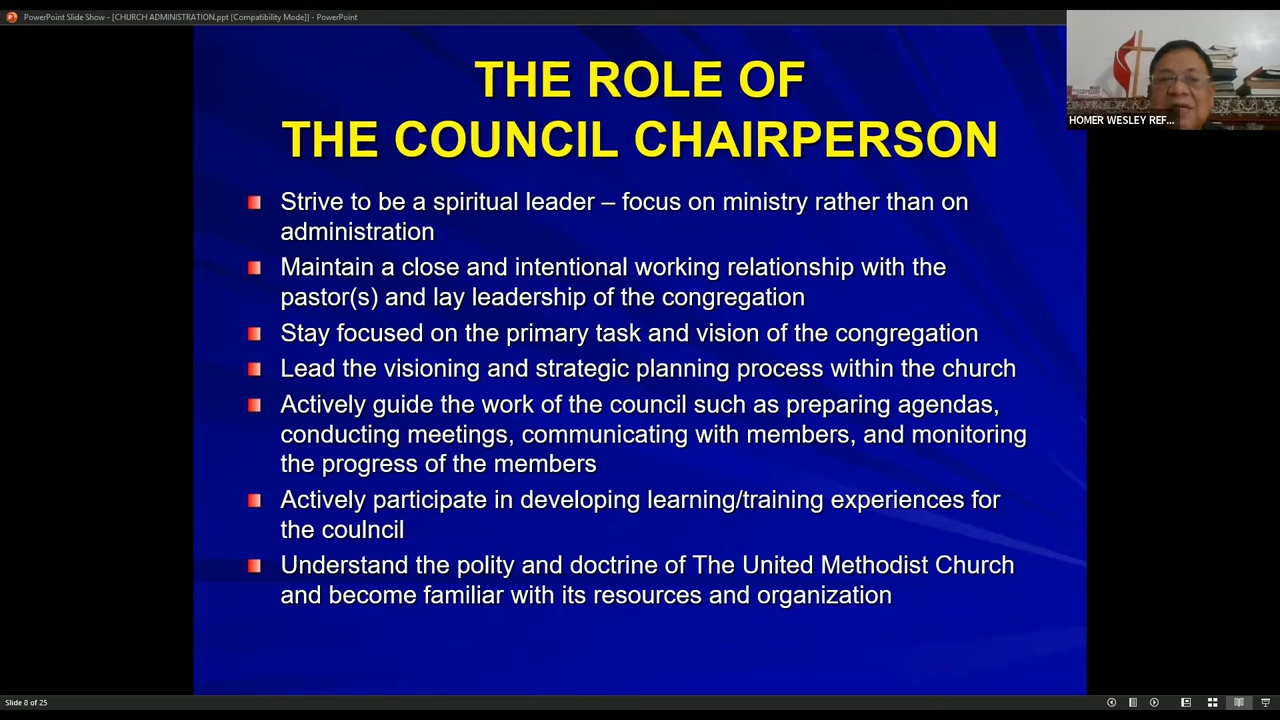 PowerPoint Slide Show - [CHURCH ADMINISTRATION.ppt [Compatibility Mode]] - PowerPoint
HOMER WESLEY REF...
THE ROLE OF
THE COUNCIL CHAIRPERSON
Strive to be a spiritual leader – focus on ministry rather than on
administration
Maintain a close and intentional working relationship with the
pastor(s) and lay leadership of the congregation
Stay focused on the primary task and vision of the congregation
Lead the visioning and strategic planning process within the church
Actively guide the work of the council such as preparing agendas,
conducting meetings, communicating with members, and monitoring
the progress of the members
Actively participate in developing learning/training experiences for
the coulncil
Understand the polity and doctrine of The United Methodist Church
and become familiar with its resources and organization
Slide 8 of 25